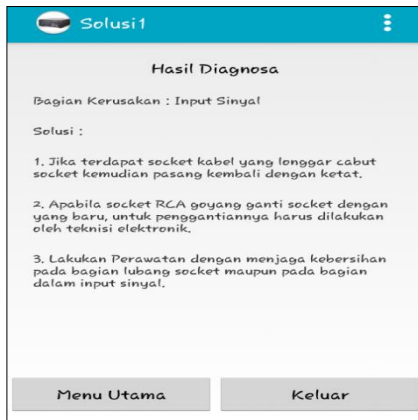 Solusi1
Hasil Diagnosa
Bagian Kerusakan : Input Sinyal
Solusi :
1. Jika terdapat socket kabel yang longgar cabut
socket kemudian pasang kembali dengan ketat.
2. Apabila socket RCA goyang ganti socket dengan
yang baru, untuk penggantiannya harus dilakukan
oleh teknisi elektronik.
3. Lakukan Perawatan dengan menjaga kebersihan
pada bagian lubang socket maupun pada bagian
dalam input sinyal.
Menu Utama
Keluar